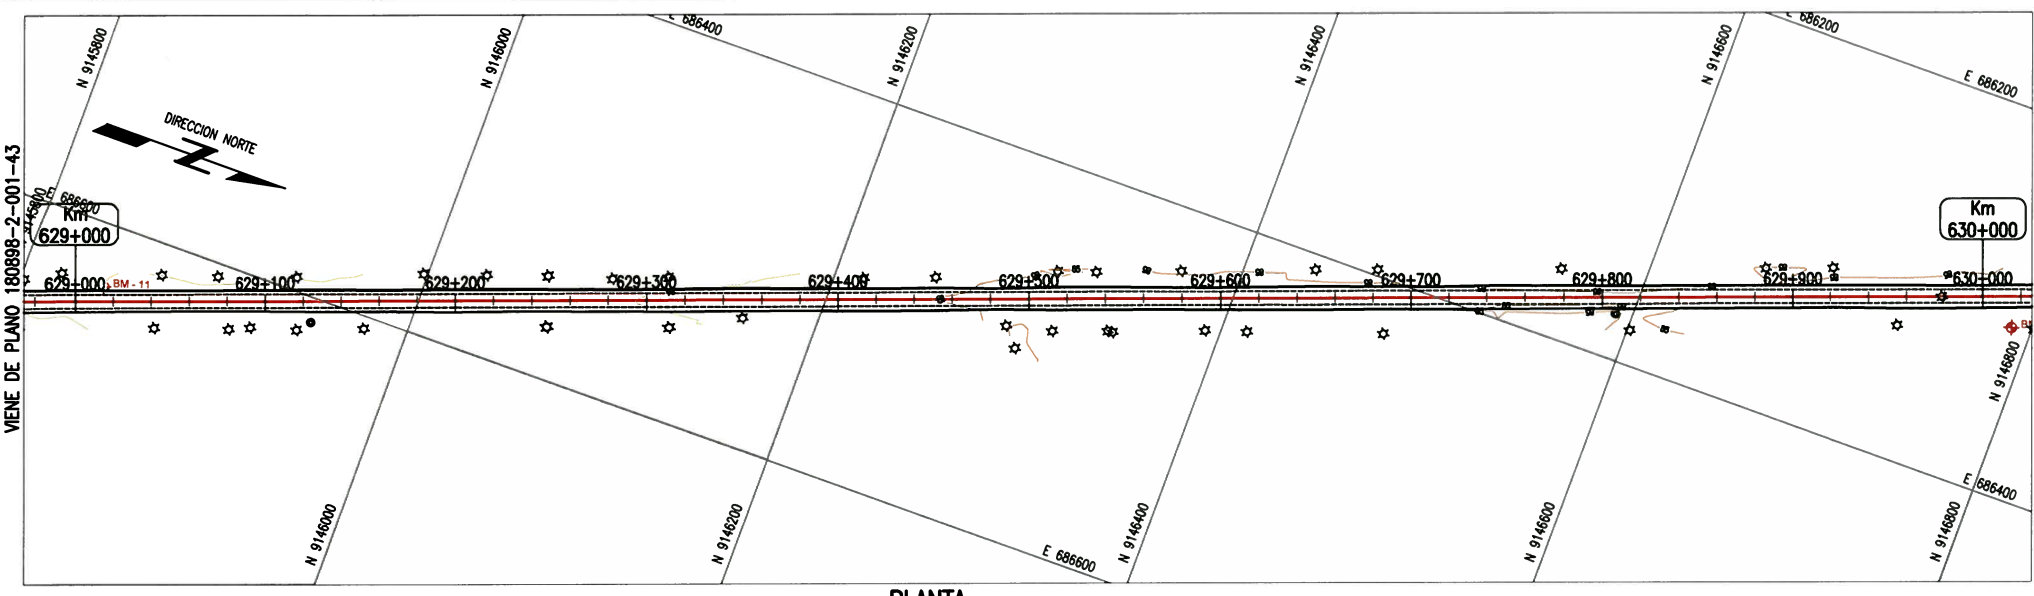 E 686400
E 686200
N 9145800
N 9146000
N 9146200
N 9146400
N 9146600
E 686200
DIRECCION NORTE
VIENE DE PLANO 180898-2-001-43
E 686600
Km
629+000
Km
630+000
629+000
BM - 11
629+100
629+200
629+300
629+400
629+500
629+600
629+700
629+800
629+900
630+000
N 9146800
E 686400
N 9146000
N 9146200
E 686600
N 9146400
N 9146600
N 9146800
PLANTA